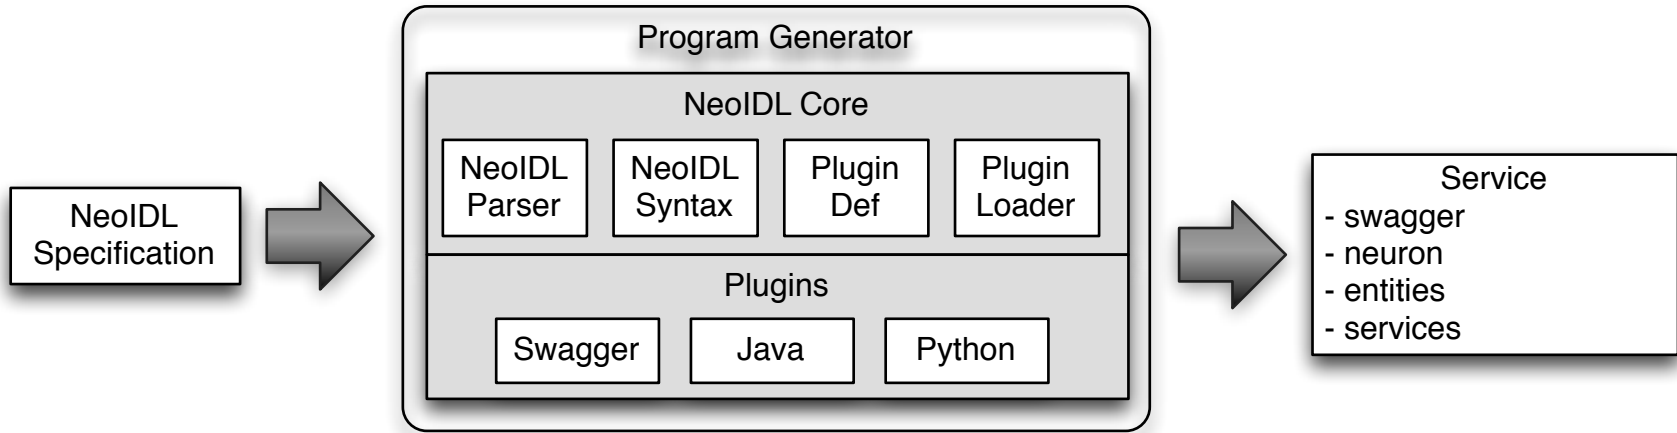 Program Generator
NeoIDL Core
NeoIDL
Parser
NeoIDL
Syntax
Plugin
Def
Plugin
Loader
NeoIDL
Specification
Plugins
Swagger
Java
Python
Service
- swagger
- neuron
- entities
- services